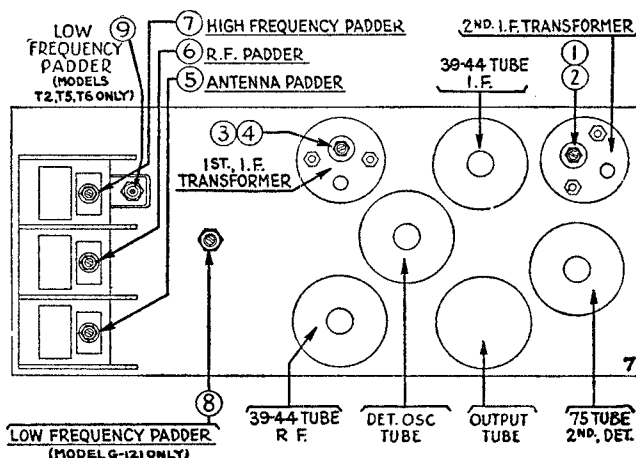 LOW
FREQUENCY
PADDER
(MODELS
T2,T5,T6 ONLY)
9
7 HIGH FREQUENCY PADDER
6 R.F. PADDER
5 ANTENNA PADDER
39-44 TUBE
I.F.
2ND. I.F. TRANSFORMER
1
2
3 4
1ST., I.F.
TRANSFORMER
8
LOW FREQUENCY PADDER
(MODEL G-121 ONLY)
39-44 TUBE
R F.
DET. OSC
TUBE
OUTPUT
TUBE
75 TUBE
2ND, DET.
7